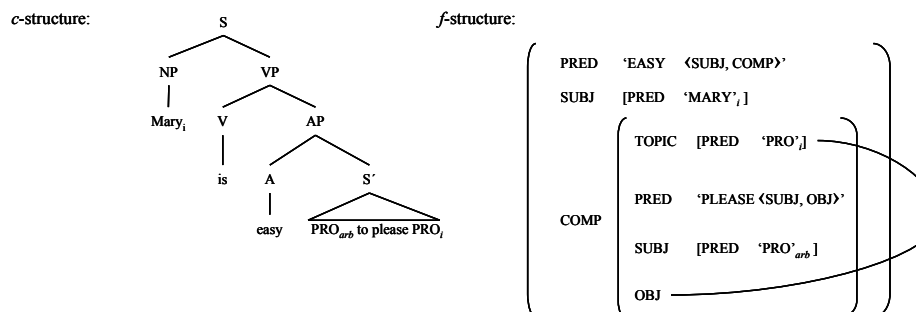 c-structure:
S
NP VP
Mary_i V AP
is A S´
easy PRO_arb to please PRO_i
f-structure:
PRED ‘EASY ⟨SUBJ, COMP⟩’
SUBJ [PRED ‘MARY’_i ]
COMP
TOPIC [PRED ‘PRO’_i]
PRED ‘PLEASE ⟨SUBJ, OBJ⟩’
SUBJ [PRED ‘PRO’_arb ]
OBJ